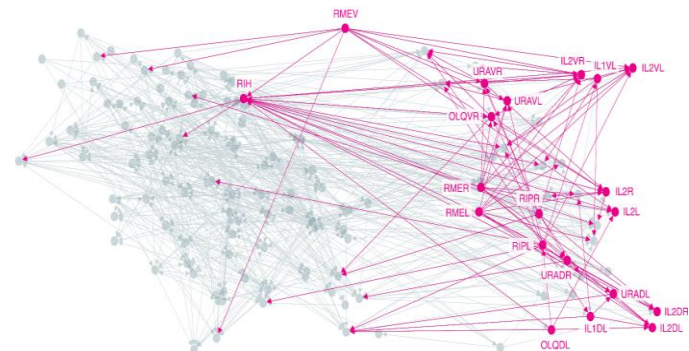 RMEV
IL2VR
IL1VL
IL2VL
RIH
URAVR
URAVL
OLQVR
RMER
RIPR
IL2R
RMEL
IL2L
RIPL
URADR
URADL
IL2DR
IL1DL
IL2DL
OLQDL